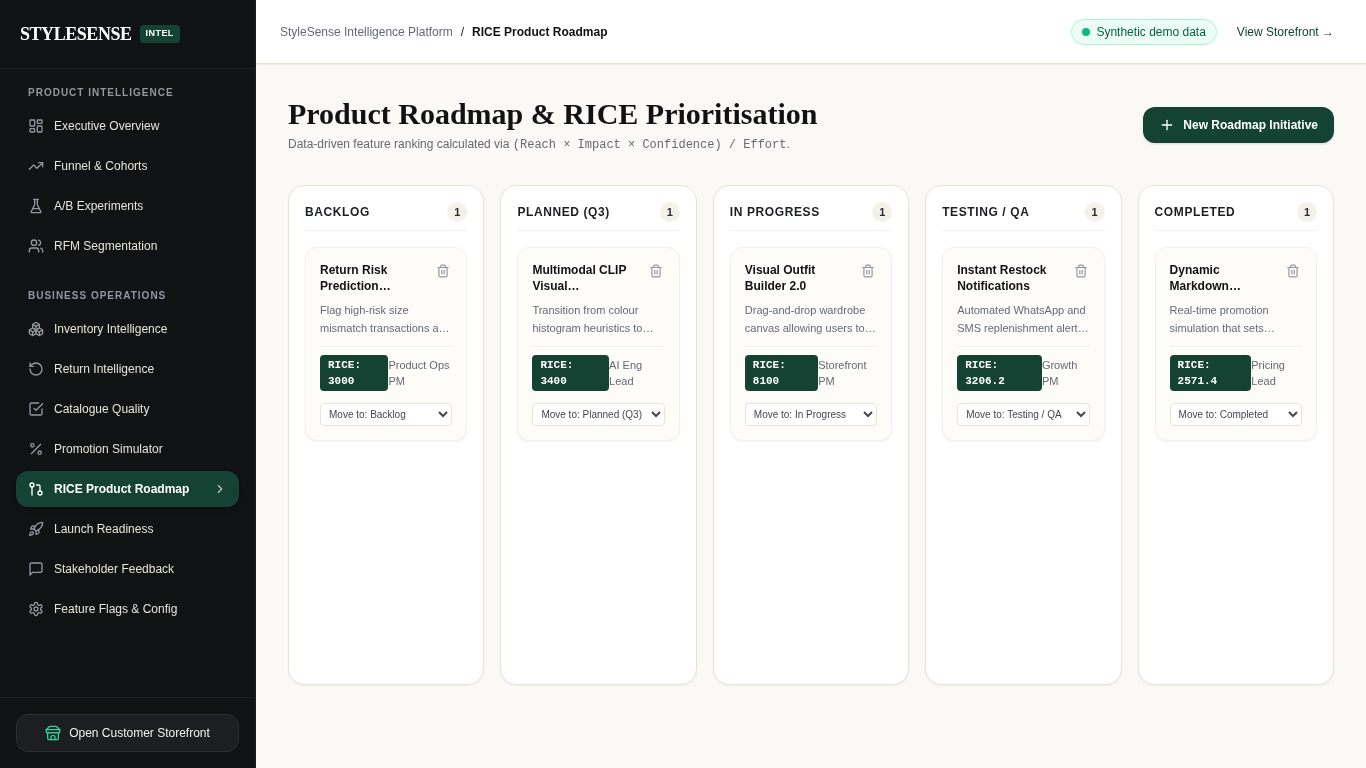 STYLESENSE INTEL
PRODUCT INTELLIGENCE
Executive Overview
Funnel & Cohorts
A/B Experiments
RFM Segmentation
BUSINESS OPERATIONS
Inventory Intelligence
Return Intelligence
Catalogue Quality
Promotion Simulator
RICE Product Roadmap
Launch Readiness
Stakeholder Feedback
Feature Flags & Config
Open Customer Storefront
StyleSense Intelligence Platform / RICE Product Roadmap
Synthetic demo data
View Storefront →
Product Roadmap & RICE Prioritisation
Data-driven feature ranking calculated via (Reach × Impact × Confidence) / Effort.
New Roadmap Initiative
BACKLOG 1
Return Risk
Prediction…
Flag high-risk size
mismatch transactions a…
RICE:
3000
Product Ops
PM
Move to: Backlog
PLANNED (Q3) 1
Multimodal CLIP
Visual…
Transition from colour
histogram heuristics to…
RICE:
3400
AI Eng
Lead
Move to: Planned (Q3)
IN PROGRESS 1
Visual Outfit
Builder 2.0
Drag-and-drop wardrobe
canvas allowing users to…
RICE:
8100
Storefront
PM
Move to: In Progress
TESTING / QA 1
Instant Restock
Notifications
Automated WhatsApp and
SMS replenishment alert…
RICE:
3206.2
Growth
PM
Move to: Testing / QA
COMPLETED 1
Dynamic
Markdown…
Real-time promotion
simulation that sets…
RICE:
2571.4
Pricing
Lead
Move to: Completed